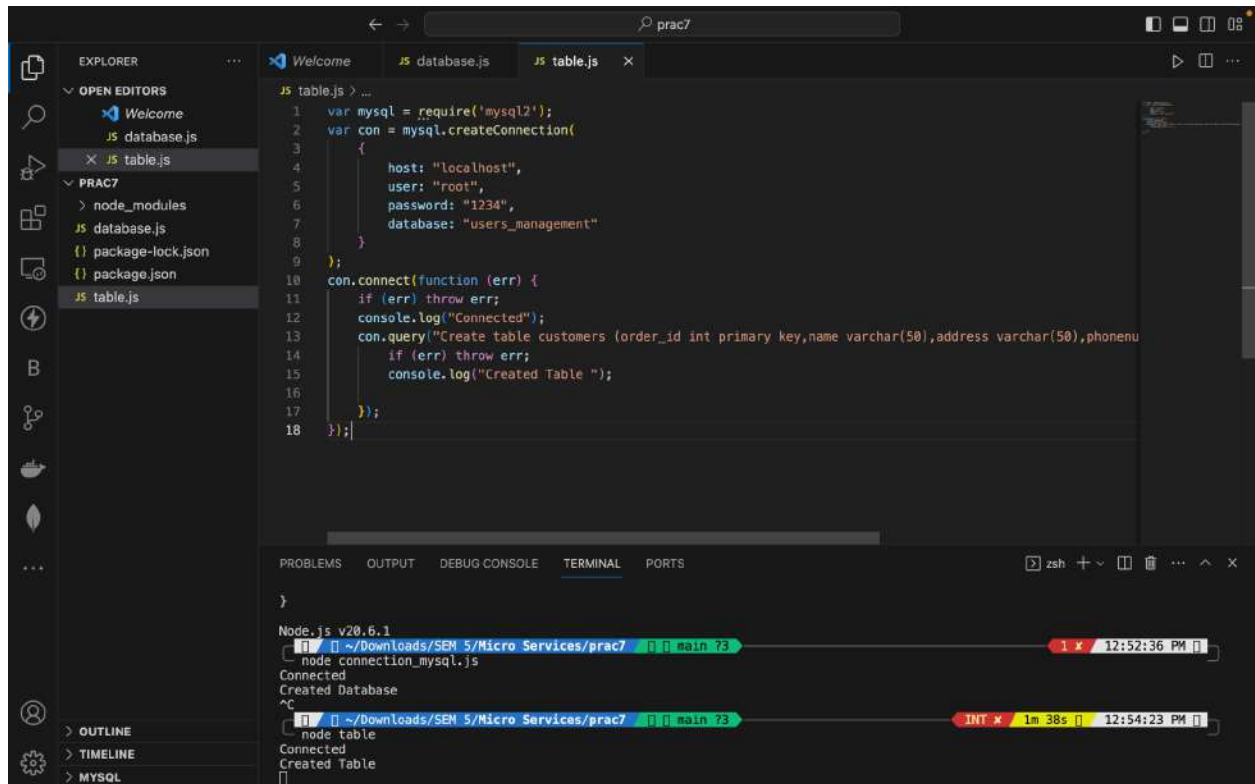 prac7
EXPLORER
OPEN EDITORS
Welcome
JS database.js
JS table.js
PRAC7
node_modules
JS database.js
{} package-lock.json
{} package.json
JS table.js
B
OUTLINE
TIMELINE
MYSQL
Welcome JS database.js JS table.js
JS table.js > ...
1 var mysql = require('mysql2');
2 var con = mysql.createConnection(
3 {
4 host: "localhost",
5 user: "root",
6 password: "1234",
7 database: "users_management"
8 }
9 );
10 con.connect(function (err) {
11 if (err) throw err;
12 console.log("Connected");
13 con.query("Create table customers (order_id int primary key,name varchar(50),address varchar(50),phonenu
14 if (err) throw err;
15 console.log("Created Table ");
16
17 });
18 });
PROBLEMS OUTPUT DEBUG CONSOLE TERMINAL PORTS
zsh
}
Node.js v20.6.1
~/Downloads/SEM 5/Micro Services/prac7 main ?3 1 ✘ 12:52:36 PM
node connection_mysql.js
Connected
Created Database
^C
~/Downloads/SEM 5/Micro Services/prac7 main ?3 INT ✘ 1m 38s 12:54:23 PM
node table
Connected
Created Table